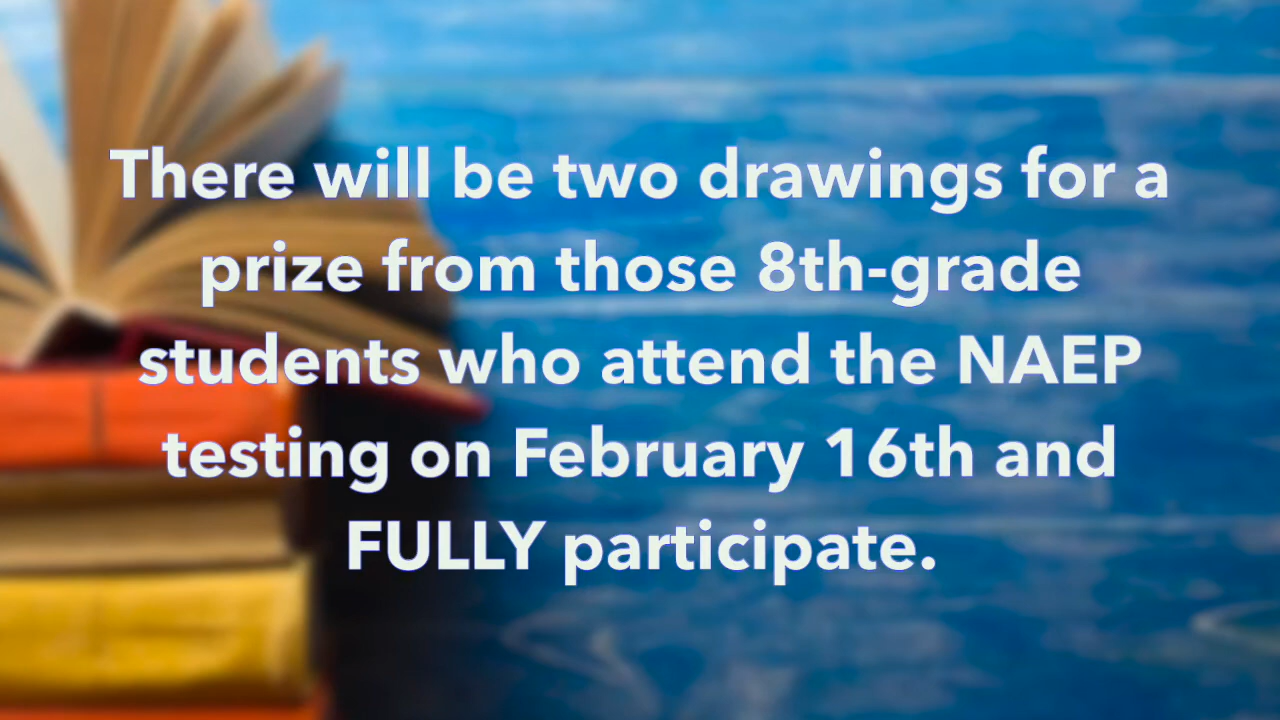 There will be two drawings for a
prize from those 8th-grade
students who attend the NAEP
testing on February 16th and
FULLY participate.